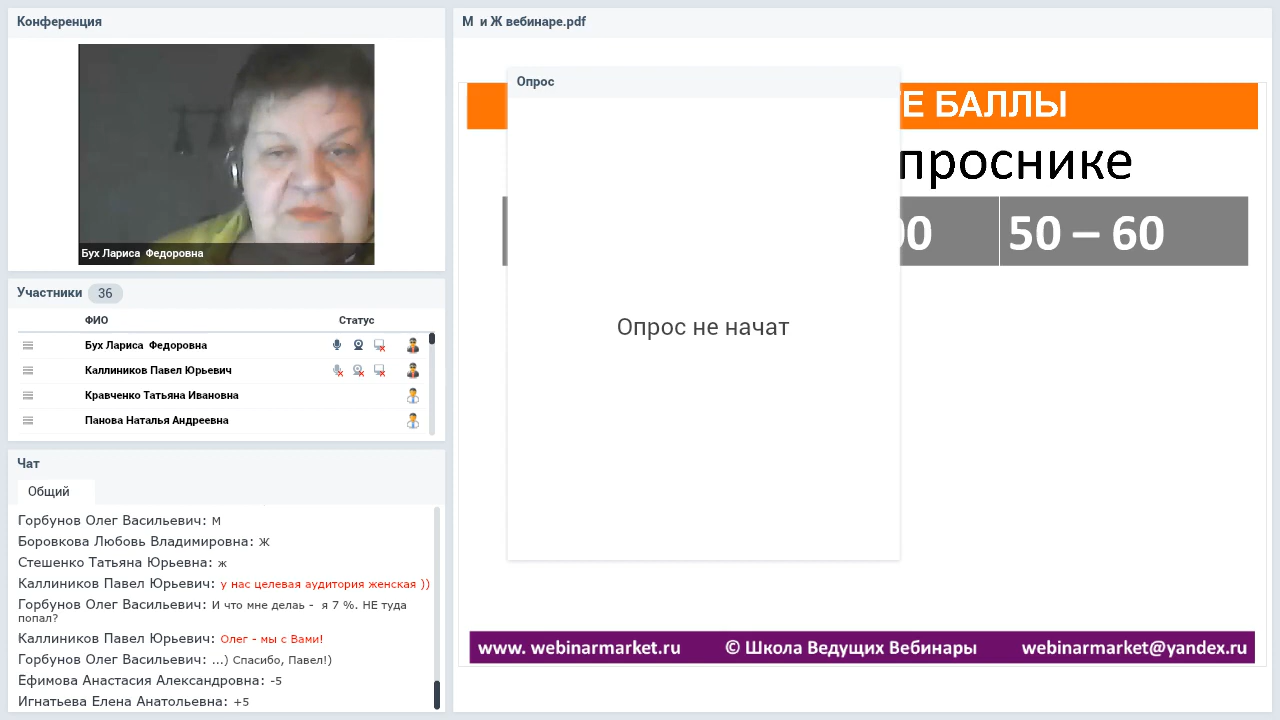 Конференция
Бух Лариса Федоровна
Участники 36
ФИО Статус
Бух Лариса Федоровна
Каллиников Павел Юрьевич
Кравченко Татьяна Ивановна
Панова Наталья Андреевна
Чат
Общий
Горбунов Олег Васильевич: М
Боровкова Любовь Владимировна: Ж
Стешенко Татьяна Юрьевна: ж
Каллиников Павел Юрьевич: у нас целевая аудитория женская ))
Горбунов Олег Васильевич: И что мне делаь - я 7 %. НЕ туда
попал?
Каллиников Павел Юрьевич: Олег - мы с Вами!
Горбунов Олег Васильевич: ...) Спасибо, Павел!)
Ефимова Анастасия Александровна: -5
Игнатьева Елена Анатольевна: +5
М и Ж вебинаре.pdf
Опрос
Опрос не начат
ТЕ БАЛЛЫ
просникe
00 50 – 60
www. webinarmarket.ru © Школа Ведущих Вебинары webinarmarket@yandex.ru